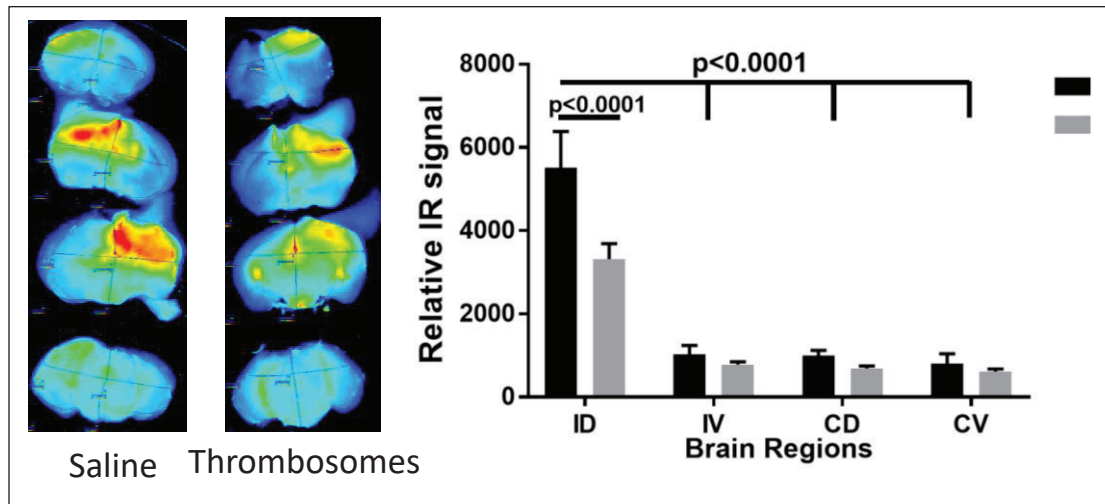 Saline
Thrombosomes
Relative IR signal
8000
6000
4000
2000
0
p<0.0001
p<0.0001
ID
IV
CD
CV
Brain Regions